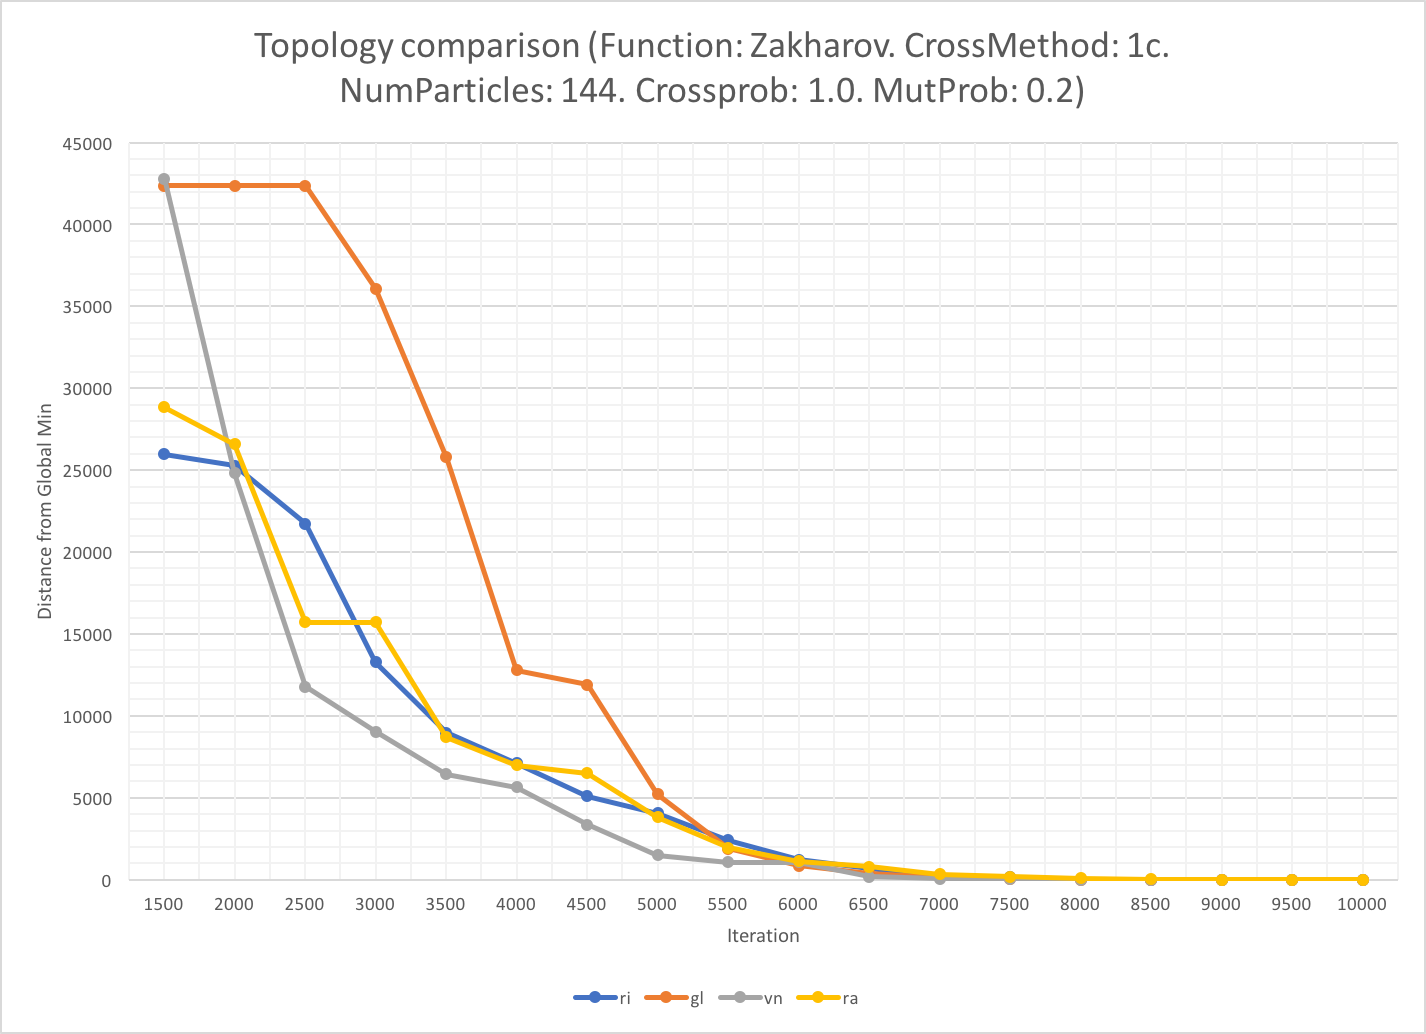 Topology comparison (Function: Zakharov. CrossMethod: 1c.
NumParticles: 144. Crossprob: 1.0. MutProb: 0.2)
45000
40000
35000
30000
25000
20000
15000
10000
5000
0
Distance from Global Min
1500 2000 2500 3000 3500 4000 4500 5000 5500 6000 6500 7000 7500 8000 8500 9000 9500 10000
Iteration
ri gl vn ra